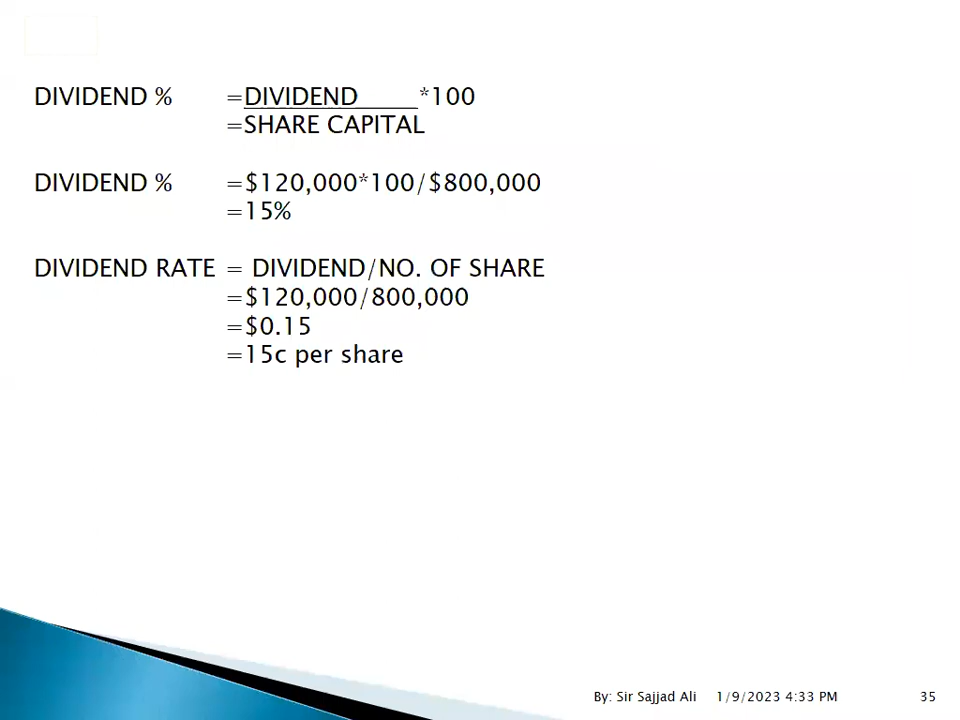 DIVIDEND % =DIVIDEND *100
=SHARE CAPITAL
DIVIDEND % =$120,000*100/$800,000
=15%
DIVIDEND RATE = DIVIDEND/NO. OF SHARE
=$120,000/800,000
=$0.15
=15c per share
By: Sir Sajjad Ali 1/9/2023 4:33 PM 35